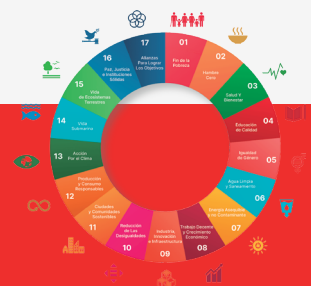 17
Alianzas
Para Lograr
Los Objetivos
01
Fin de la
Pobreza
02
Hambre
Cero
03
Salud Y
Bienestar
04
Educación
de Calidad
05
Igualdad
de Género
06
Agua Limpia
y Saneamiento
07
Energía Asequible
y no Contaminante
08
Trabajo Decente
y Crecimiento
Económico
09
Industria,
Innovación
e Infraestructura
10
Reducción
de Las
Desigualdades
11
Ciudades
y Comunidades
Sostenibles
12
Producción
y Consumo
Responsables
13
Acción
Por el Clima
14
Vida
Submarina
15
Vida
de Ecosistemas
Terrestres
16
Paz, Justicia
e Instituciones
Sólidas